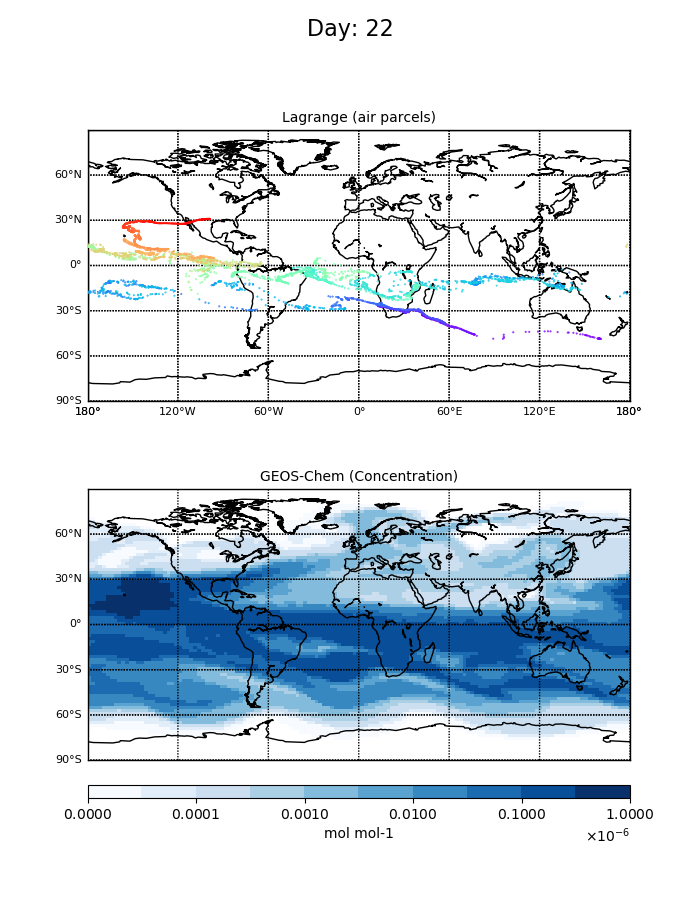 Day: 22
Lagrange (air parcels)
60°N
30°N
0°
30°S
60°S
90°S
180° 120°W 60°W 0° 60°E 120°E 180°
GEOS-Chem (Concentration)
60°N
30°N
0°
30°S
60°S
90°S
0.0000 0.0001 0.0010 0.0100 0.1000 1.0000
mol mol-1 ×10⁻⁶